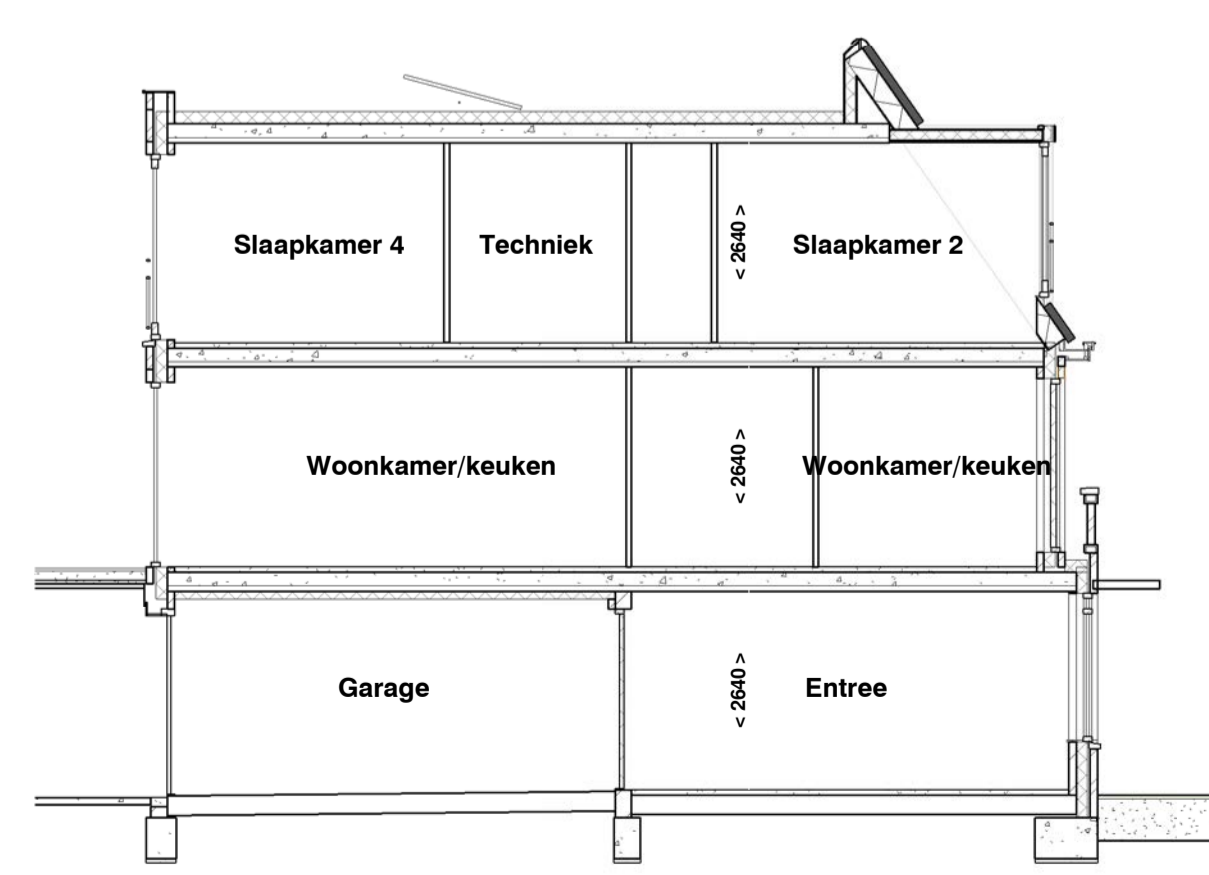 Slaapkamer 4
Techniek
< 2640 >
Slaapkamer 2
Woonkamer/keuken
< 2640 >
Woonkamer/keuken
Garage
< 2640 >
Entree